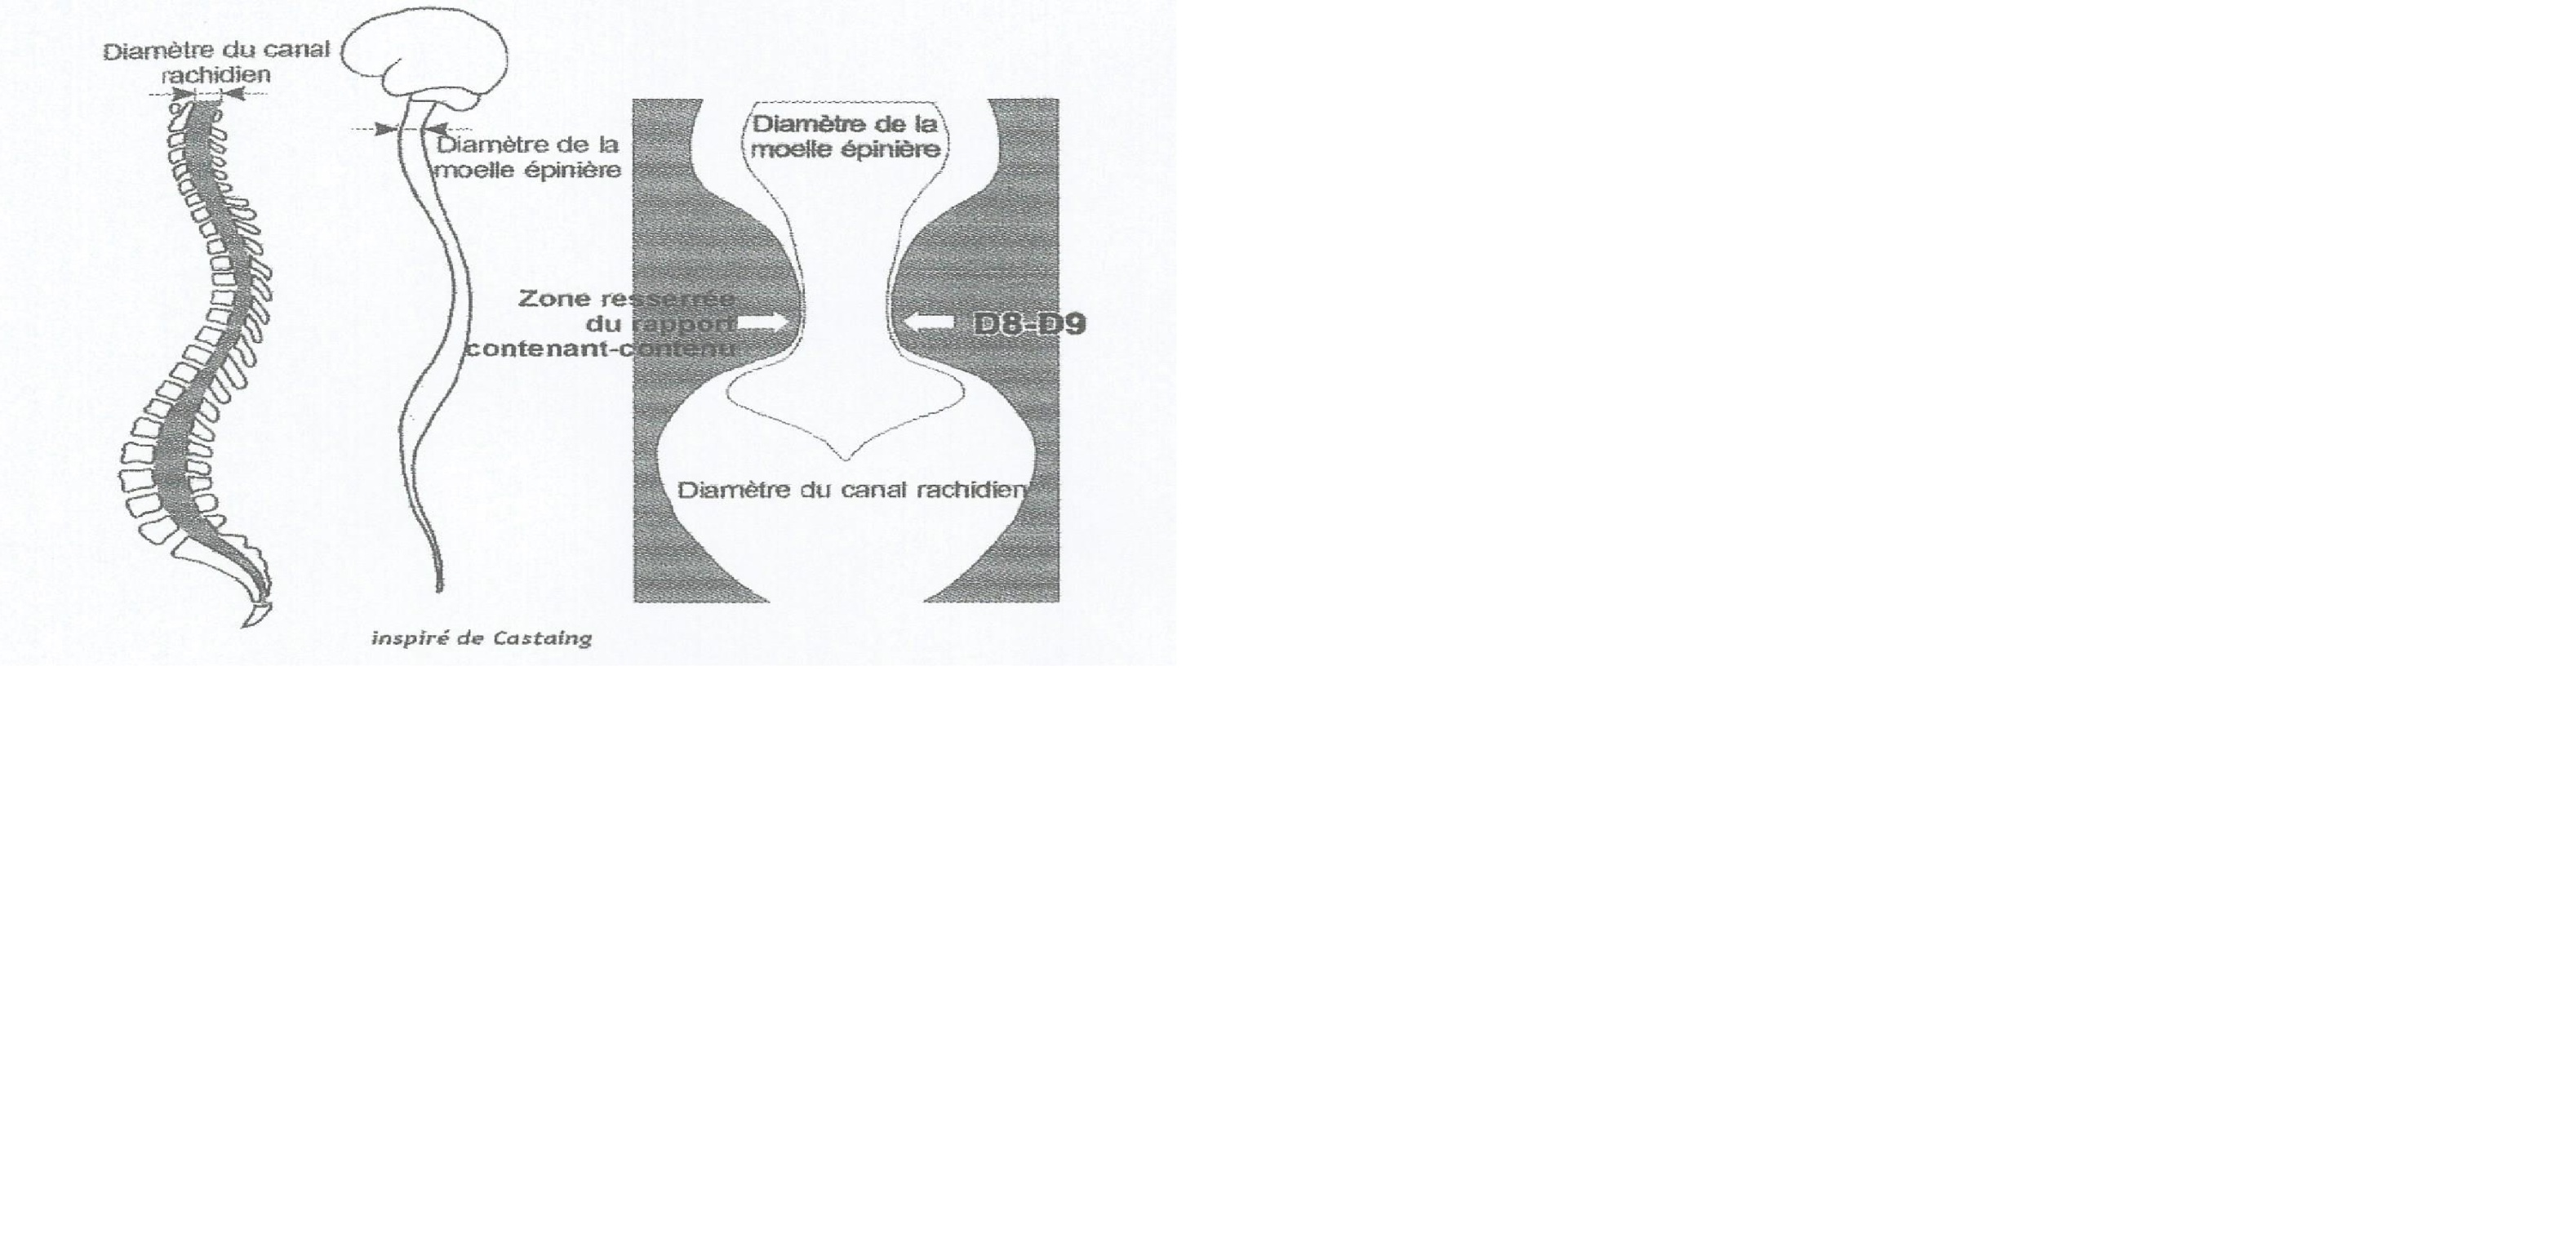 Diamètre du canal
rachidien
Diamètre de la
moelle épinière
Zone resserrée
du rapport
contenant-contenu
Diamètre de la
moelle épinière
D8-D9
Diamètre du canal rachidien
inspiré de Castaing